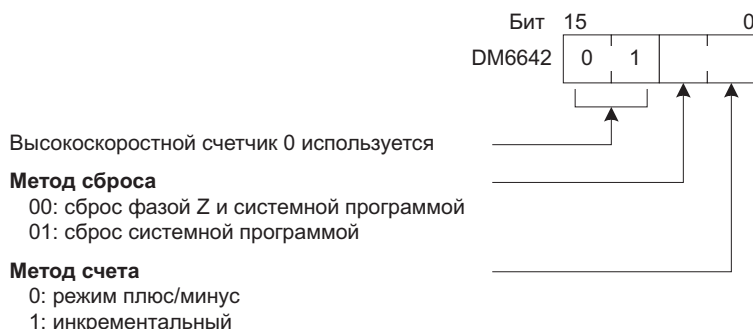 Бит 15 0
DM6642 0 1
Высокоскоростной счетчик 0 используется
Метод сброса
00: сброс фазой Z и системной программой
01: сброс системной программой
Метод счета
0: режим плюс/минус
1: инкрементальный